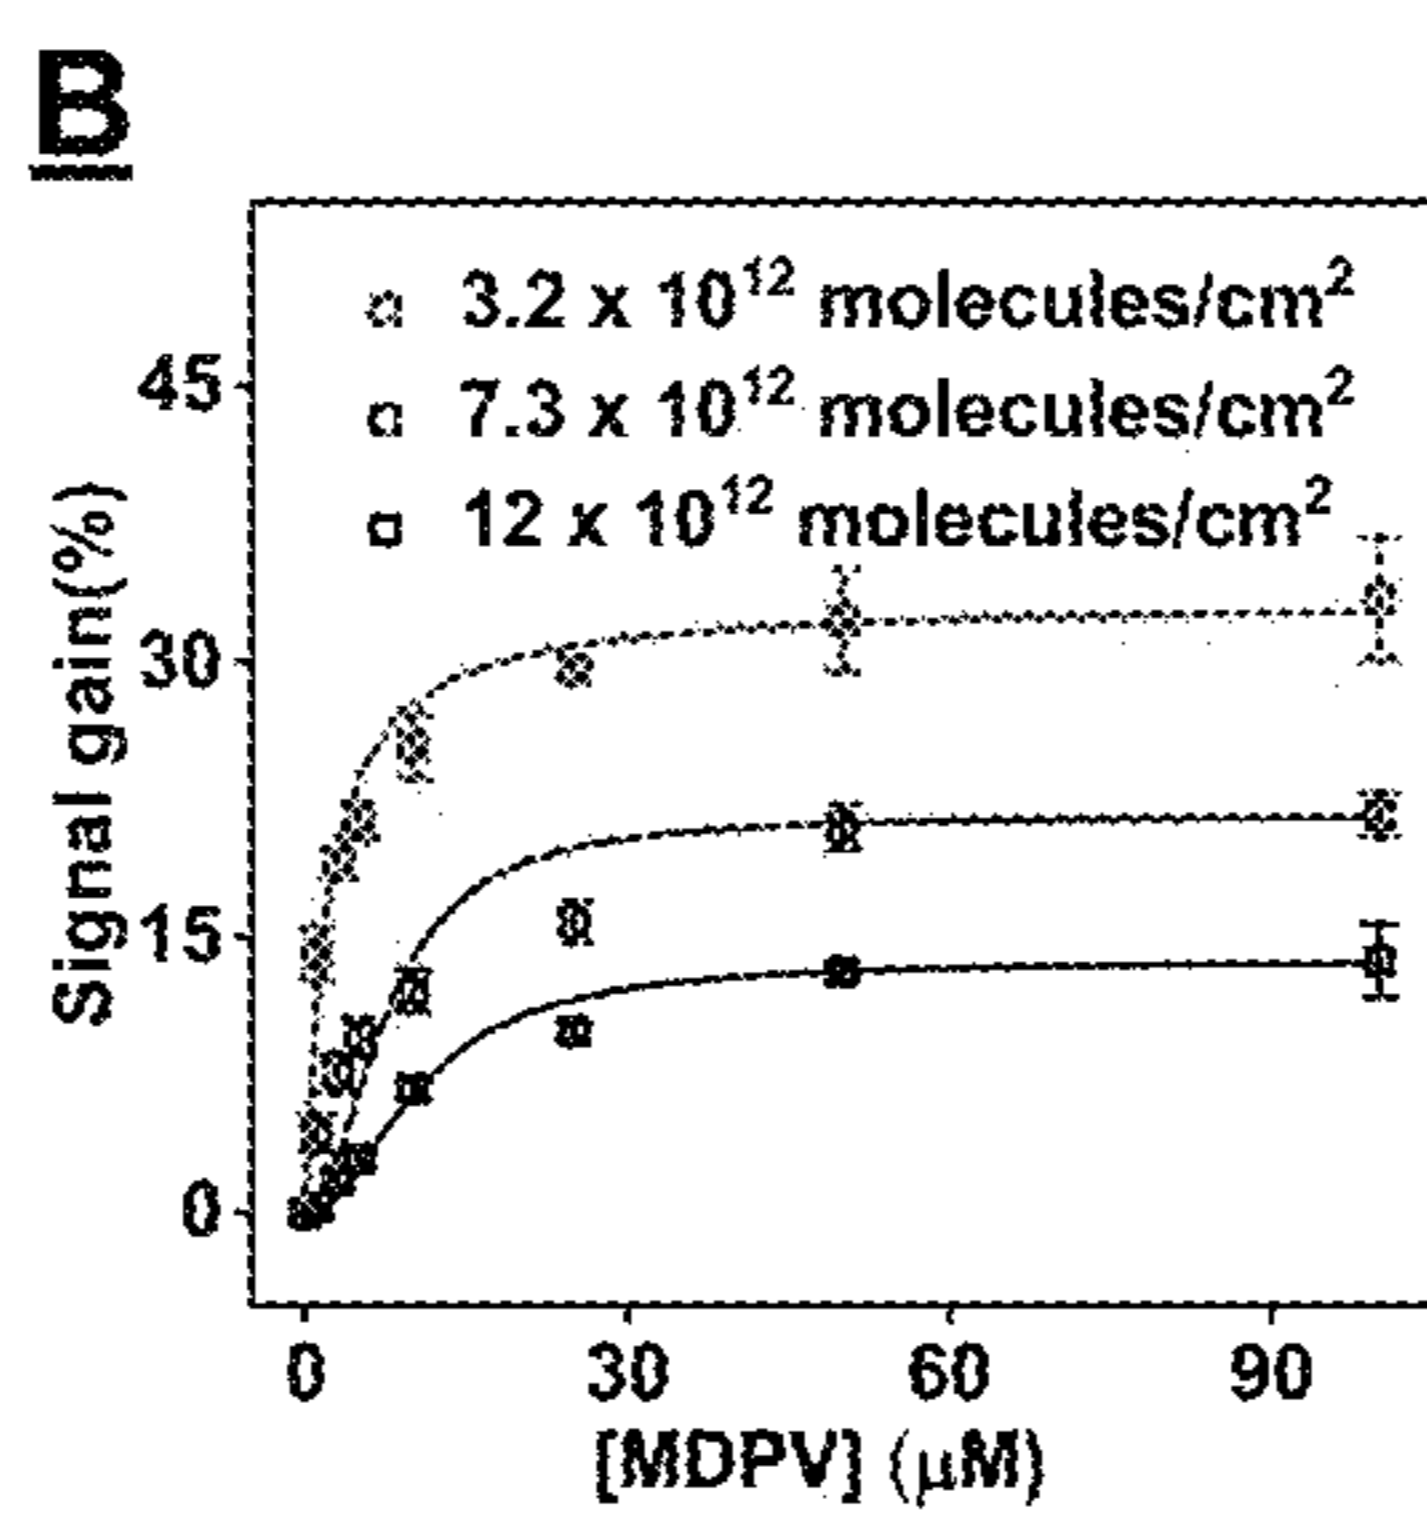 B
3.2 x 10¹² molecules/cm²
7.3 x 10¹² molecules/cm²
12 x 10¹² molecules/cm²
Signal gain(%)
45
30
15
0
0 30 60 90
[MDPV] (μM)